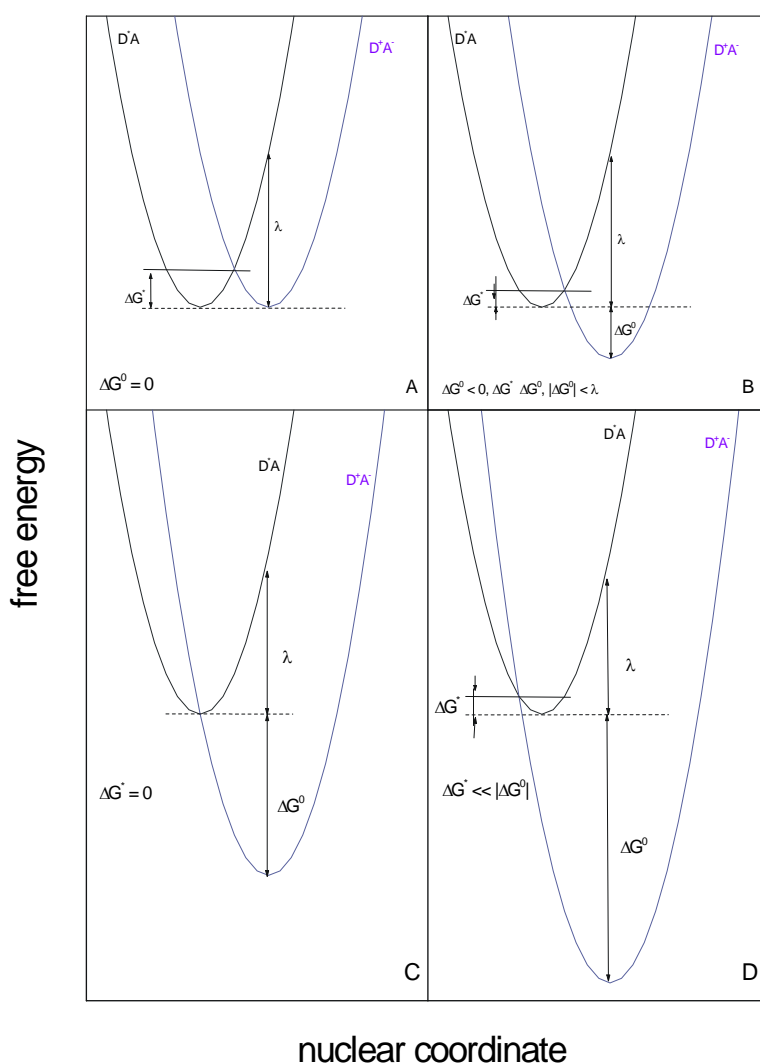 D*A
D⁺A⁻
λ
ΔG*
ΔG⁰ = 0
A
D*A
D⁺A⁻
λ
ΔG*
ΔG⁰
ΔG⁰ < 0, ΔG* ΔG⁰, |ΔG⁰| < λ
B
D*A
D⁺A⁻
λ
ΔG* = 0
ΔG⁰
C
D*A
D⁺A⁻
λ
ΔG*
ΔG* << |ΔG⁰|
ΔG⁰
D
free energy
nuclear coordinate